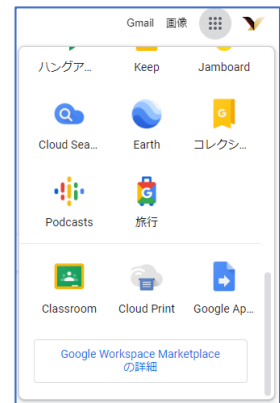 Gmail 画像
ハングア... Keep Jamboard
Cloud Sea... Earth コレクシ...
Podcasts 旅行
Classroom Cloud Print Google Ap...
Google Workspace Marketplace
の詳細